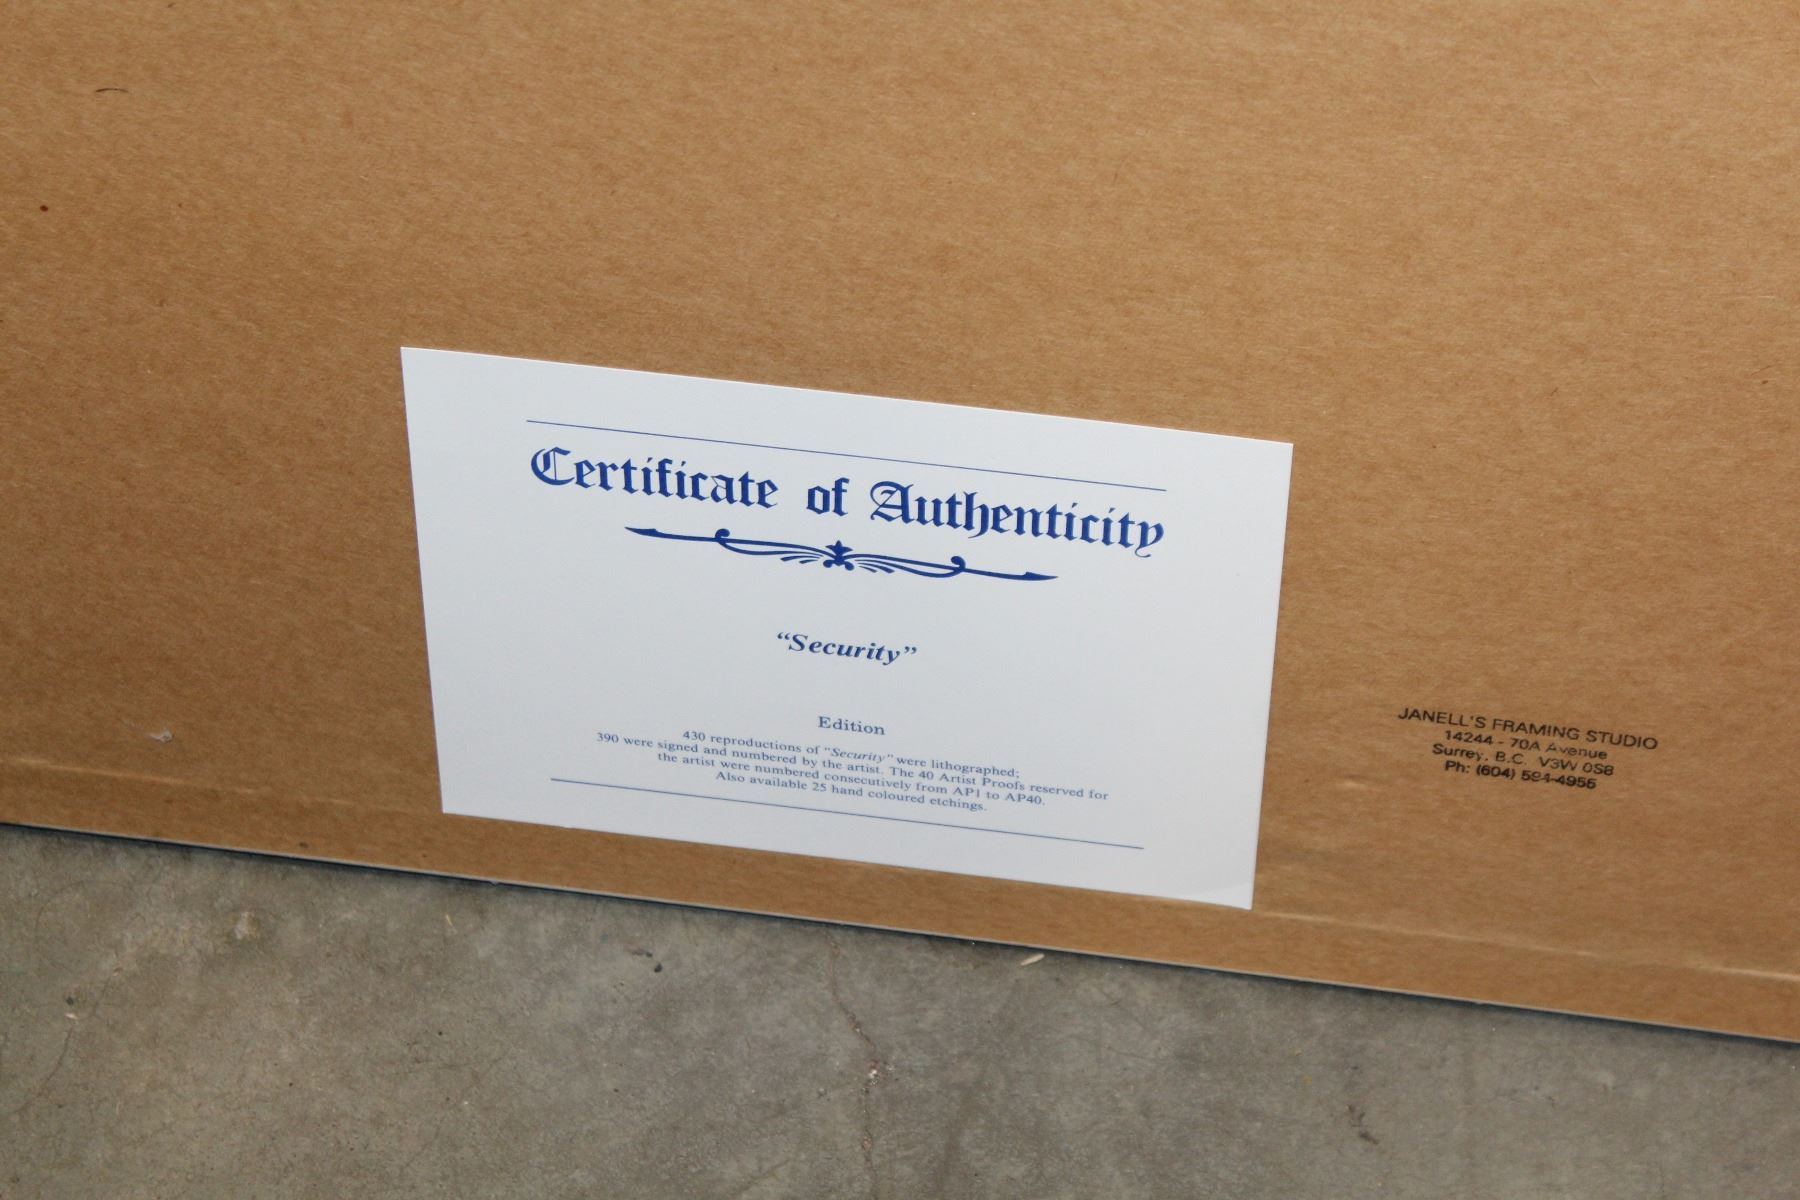 Certificate of Authenticity
“Security”
Edition
430 reproductions of “Security” were lithographed;
390 were signed and numbered by the artist. The 40 Artist Proofs reserved for
the artist were numbered consecutively from AP1 to AP40.
Also available 25 hand coloured etchings.
JANELL'S FRAMING STUDIO
14244 - 70A Avenue
Surrey, B.C. V3W 0S8
Ph: (604) 594-4955